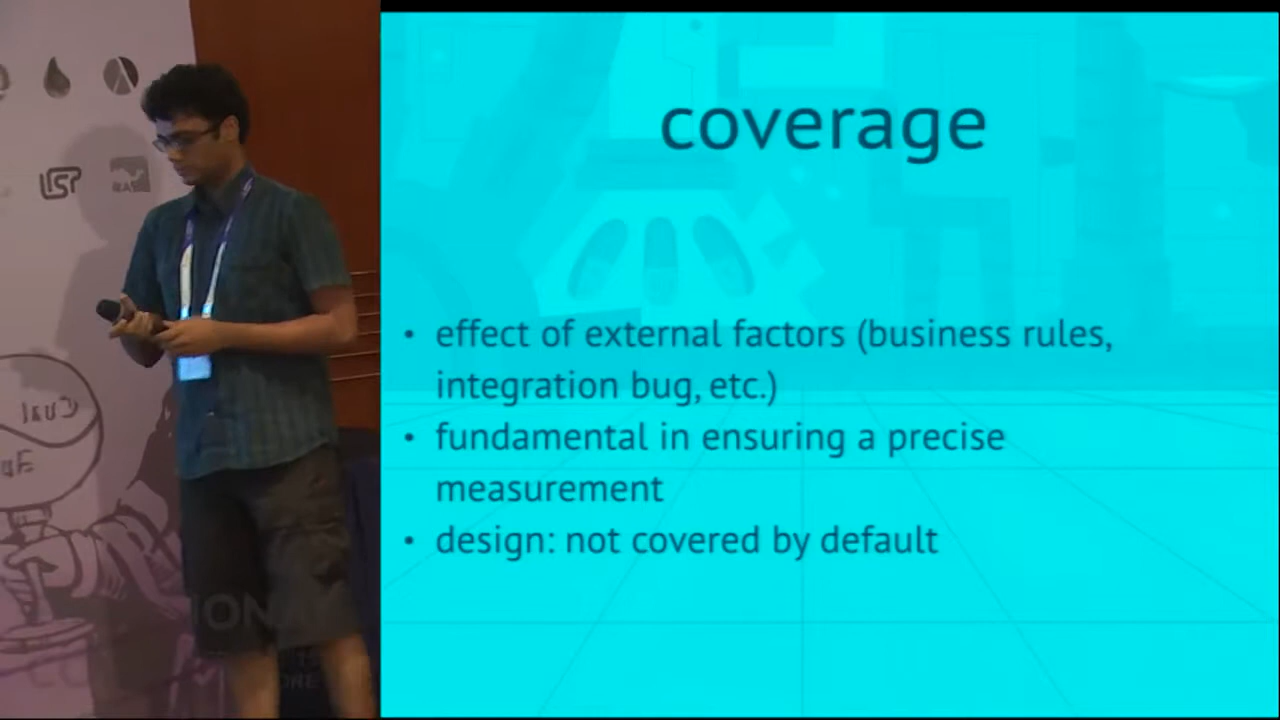 coverage
• effect of external factors (business rules,
integration bug, etc.)
• fundamental in ensuring a precise
measurement
• design: not covered by default